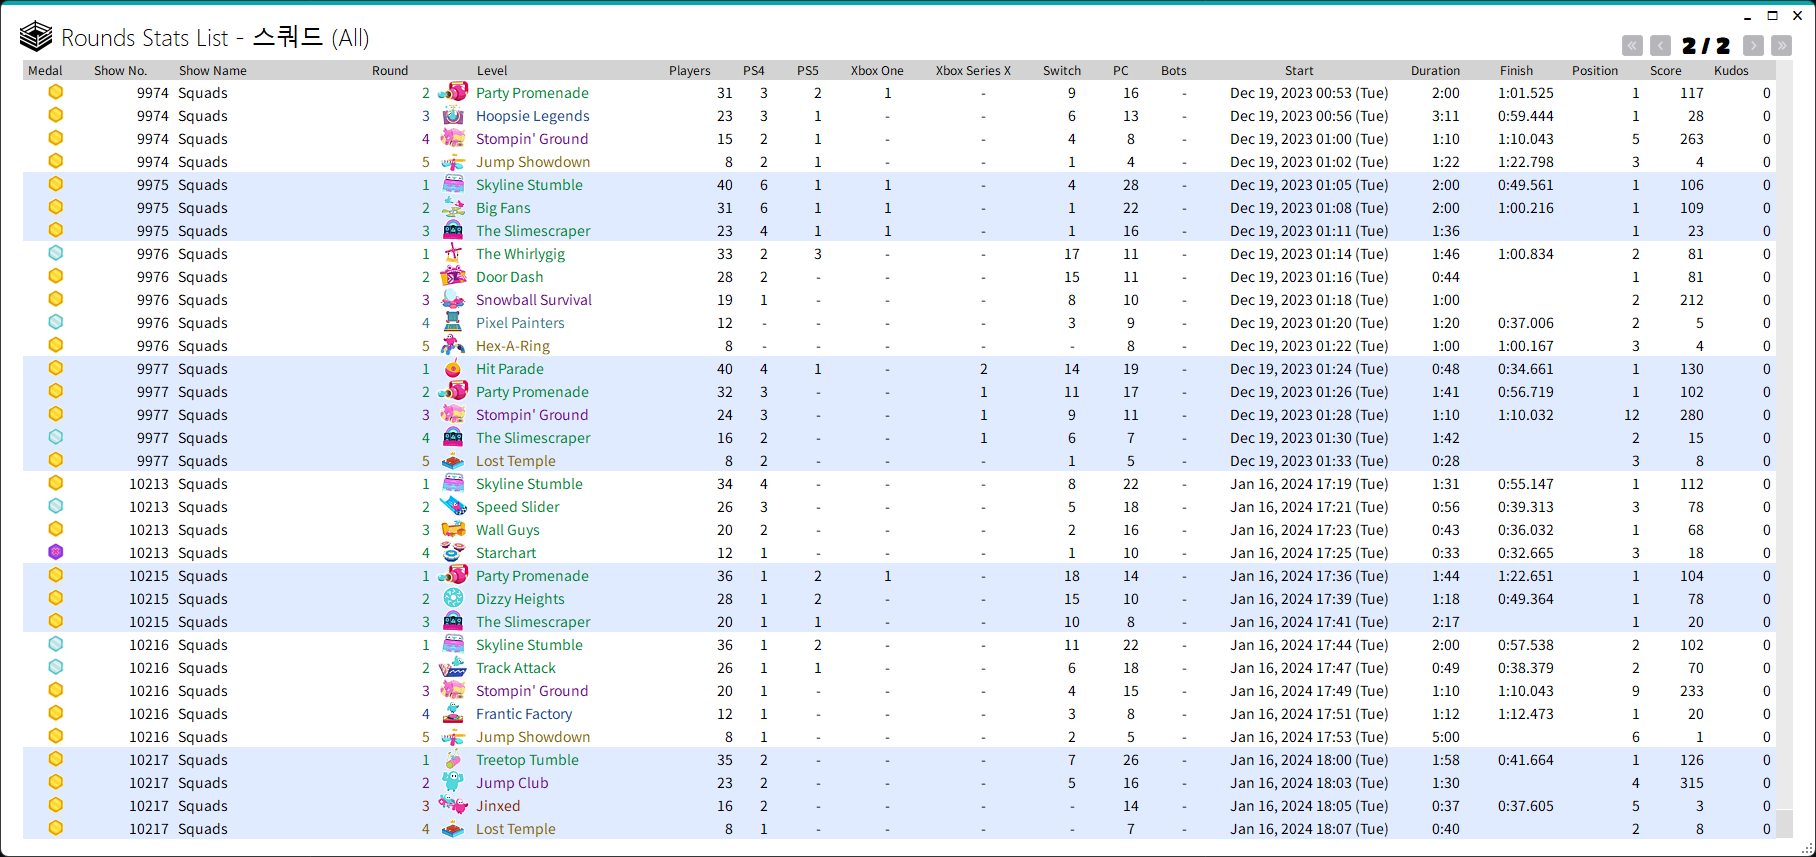 Rounds Stats List - 스쿼드 (All)
« ‹ 2 / 2 › »
Medal Show No. Show Name Round Level Players PS4 PS5 Xbox One Xbox Series X Switch PC Bots Start Duration Finish Position Score Kudos
9974 Squads 2 Party Promenade 31 3 2 1 - 9 16 - Dec 19, 2023 00:53 (Tue) 2:00 1:01.525 1 117 0
9974 Squads 3 Hoopsie Legends 23 3 1 - - 6 13 - Dec 19, 2023 00:56 (Tue) 3:11 0:59.444 1 28 0
9974 Squads 4 Stompin' Ground 15 2 1 - - 4 8 - Dec 19, 2023 01:00 (Tue) 1:10 1:10.043 5 263 0
9974 Squads 5 Jump Showdown 8 2 1 - - 1 4 - Dec 19, 2023 01:02 (Tue) 1:22 1:22.798 3 4 0
9975 Squads 1 Skyline Stumble 40 6 1 1 - 4 28 - Dec 19, 2023 01:05 (Tue) 2:00 0:49.561 1 106 0
9975 Squads 2 Big Fans 31 6 1 1 - 1 22 - Dec 19, 2023 01:08 (Tue) 2:00 1:00.216 1 109 0
9975 Squads 3 The Slimescraper 23 4 1 1 - 1 16 - Dec 19, 2023 01:11 (Tue) 1:36 1 23 0
9976 Squads 1 The Whirlygig 33 2 3 - - 17 11 - Dec 19, 2023 01:14 (Tue) 1:46 1:00.834 2 81 0
9976 Squads 2 Door Dash 28 2 - - - 15 11 - Dec 19, 2023 01:16 (Tue) 0:44 1 81 0
9976 Squads 3 Snowball Survival 19 1 - - - 8 10 - Dec 19, 2023 01:18 (Tue) 1:00 2 212 0
9976 Squads 4 Pixel Painters 12 - - - - 3 9 - Dec 19, 2023 01:20 (Tue) 1:20 0:37.006 2 5 0
9976 Squads 5 Hex-A-Ring 8 - - - - - 8 - Dec 19, 2023 01:22 (Tue) 1:00 1:00.167 3 4 0
9977 Squads 1 Hit Parade 40 4 1 - 2 14 19 - Dec 19, 2023 01:24 (Tue) 0:48 0:34.661 1 130 0
9977 Squads 2 Party Promenade 32 3 - - 1 11 17 - Dec 19, 2023 01:26 (Tue) 1:41 0:56.719 1 102 0
9977 Squads 3 Stompin' Ground 24 3 - - 1 9 11 - Dec 19, 2023 01:28 (Tue) 1:10 1:10.032 12 280 0
9977 Squads 4 The Slimescraper 16 2 - - 1 6 7 - Dec 19, 2023 01:30 (Tue) 1:42 2 15 0
9977 Squads 5 Lost Temple 8 2 - - - 1 5 - Dec 19, 2023 01:33 (Tue) 0:28 3 8 0
10213 Squads 1 Skyline Stumble 34 4 - - - 8 22 - Jan 16, 2024 17:19 (Tue) 1:31 0:55.147 1 112 0
10213 Squads 2 Speed Slider 26 3 - - - 5 18 - Jan 16, 2024 17:21 (Tue) 0:56 0:39.313 3 78 0
10213 Squads 3 Wall Guys 20 2 - - - 2 16 - Jan 16, 2024 17:23 (Tue) 0:43 0:36.032 1 68 0
10213 Squads 4 Starchart 12 1 - - - 1 10 - Jan 16, 2024 17:25 (Tue) 0:33 0:32.665 3 18 0
10215 Squads 1 Party Promenade 36 1 2 1 - 18 14 - Jan 16, 2024 17:36 (Tue) 1:44 1:22.651 1 104 0
10215 Squads 2 Dizzy Heights 28 1 2 - - 15 10 - Jan 16, 2024 17:39 (Tue) 1:18 0:49.364 1 78 0
10215 Squads 3 The Slimescraper 20 1 1 - - 10 8 - Jan 16, 2024 17:41 (Tue) 2:17 1 20 0
10216 Squads 1 Skyline Stumble 36 1 2 - - 11 22 - Jan 16, 2024 17:44 (Tue) 2:00 0:57.538 2 102 0
10216 Squads 2 Track Attack 26 1 1 - - 6 18 - Jan 16, 2024 17:47 (Tue) 0:49 0:38.379 2 70 0
10216 Squads 3 Stompin' Ground 20 1 - - - 4 15 - Jan 16, 2024 17:49 (Tue) 1:10 1:10.043 9 233 0
10216 Squads 4 Frantic Factory 12 1 - - - 3 8 - Jan 16, 2024 17:51 (Tue) 1:12 1:12.473 1 20 0
10216 Squads 5 Jump Showdown 8 1 - - - 2 5 - Jan 16, 2024 17:53 (Tue) 5:00 6 1 0
10217 Squads 1 Treetop Tumble 35 2 - - - 7 26 - Jan 16, 2024 18:00 (Tue) 1:58 0:41.664 1 126 0
10217 Squads 2 Jump Club 23 2 - - - 5 16 - Jan 16, 2024 18:03 (Tue) 1:30 4 315 0
10217 Squads 3 Jinxed 16 2 - - - - 14 - Jan 16, 2024 18:05 (Tue) 0:37 0:37.605 5 3 0
10217 Squads 4 Lost Temple 8 1 - - - - 7 - Jan 16, 2024 18:07 (Tue) 0:40 2 8 0